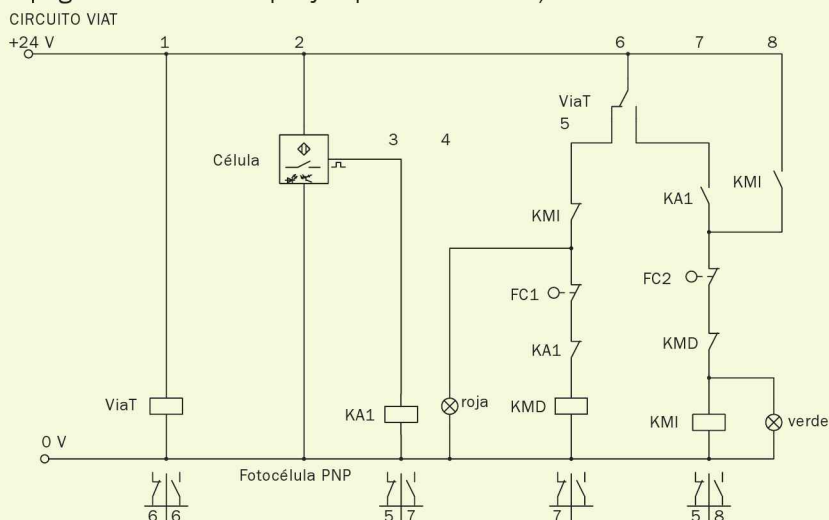 CIRCUITO VIAT
+24 V 1 2 6 7 8
ViaT
5
3 4
Célula
KMI
KA1
KMI
FC1
FC2
KA1
KMD
ViaT
KA1
roja
KMD
KMI
verde
0 V
Fotocélula PNP
6 6 5 7 7 5 8